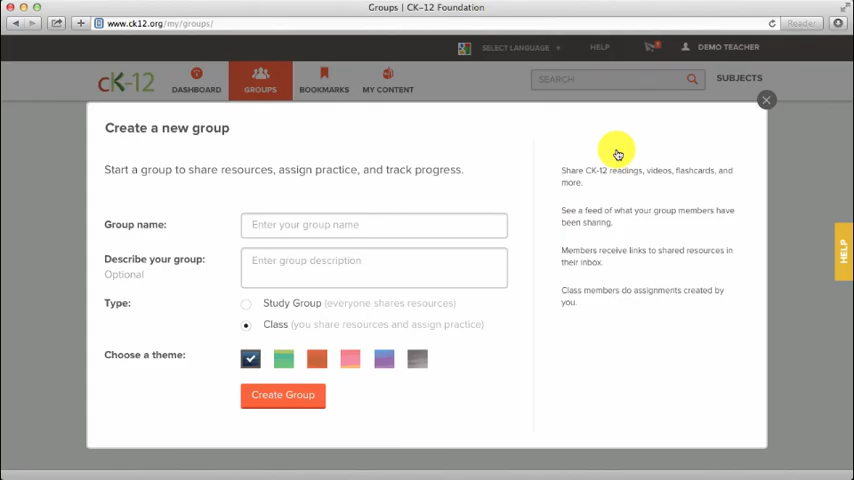 Groups | CK-12 Foundation
www.ck12.org/my/groups/
Reader
SELECT LANGUAGE
HELP
DEMO TEACHER
cK-12
DASHBOARD
GROUPS
BOOKMARKS
MY CONTENT
SEARCH
SUBJECTS
Create a new group
Start a group to share resources, assign practice, and track progress.
Group name:
Enter your group name
Describe your group:
Optional
Enter group description
Type:
Study Group (everyone shares resources)
Class (you share resources and assign practice)
Choose a theme:
Create Group
Share CK-12 readings, videos, flashcards, and
more.
See a feed of what your group members have
been sharing.
Members receive links to shared resources in
their inbox.
Class members do assignments created by
you.
HELP